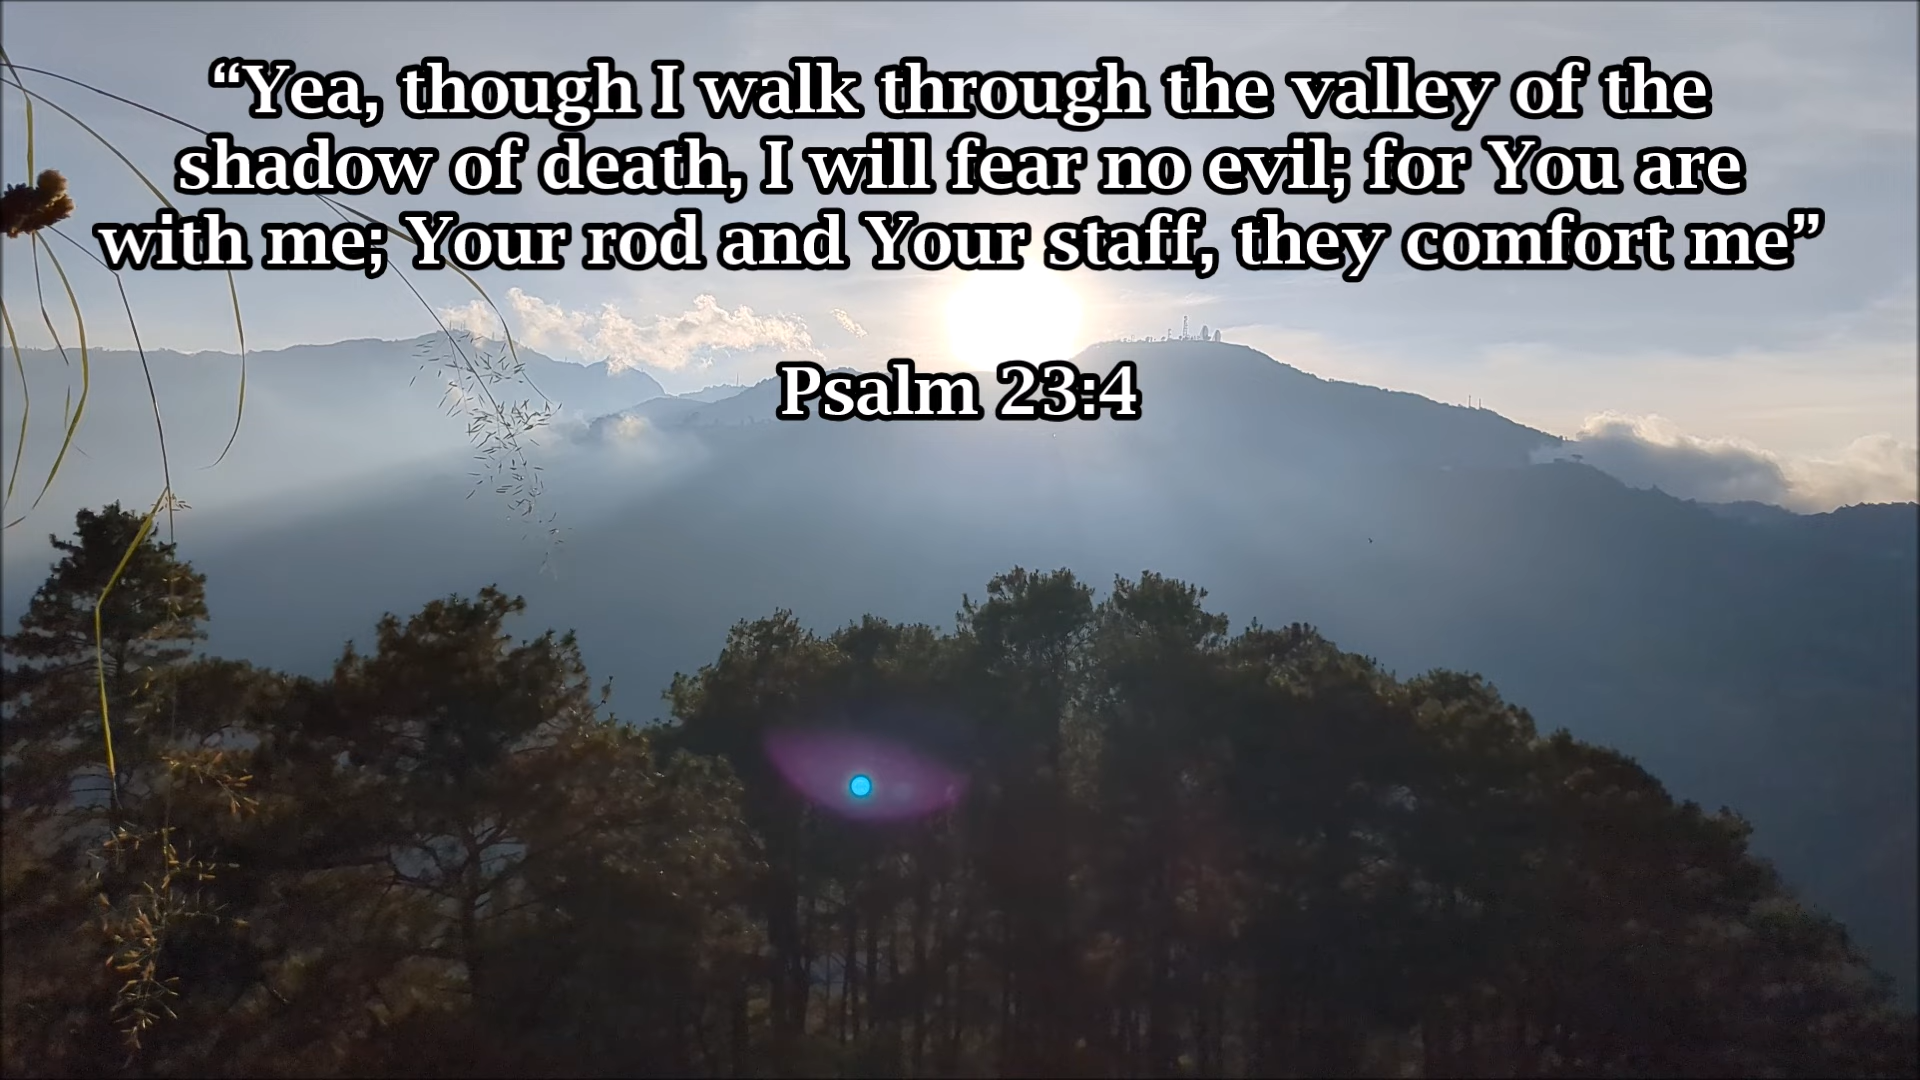 “Yea, though I walk through the valley of the
shadow of death, I will fear no evil; for You are
with me; Your rod and Your staff, they comfort me”
Psalm 23:4